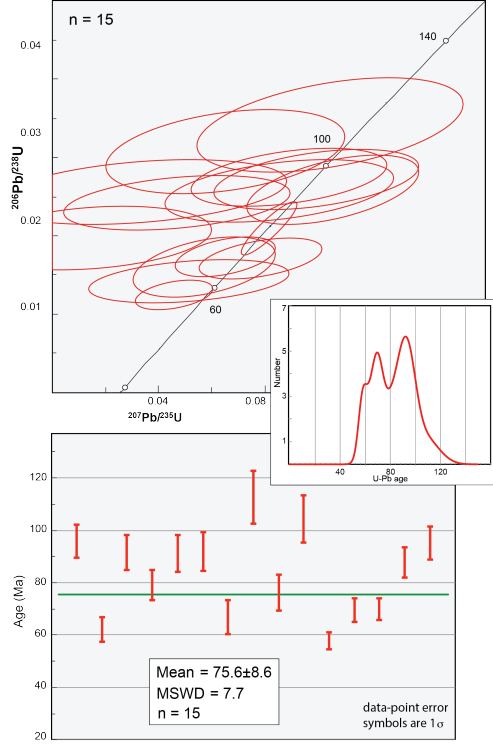 n = 15
140
0.04
0.03
100
206Pb/238U
0.02
0.01
60
0.04
0.08
207Pb/235U
7
5
3
1
Number
40
80
120
U-Pb age
120
100
80
60
40
20
Age (Ma)
Mean = 75.6±8.6
MSWD = 7.7
n = 15
data-point error
symbols are 1σ